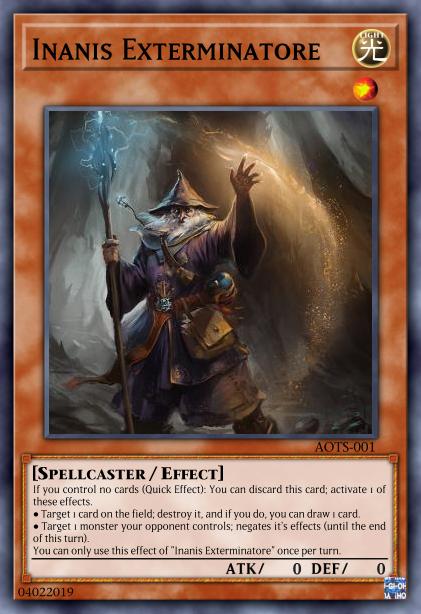 Inanis Exterminatore
LIGHT
光
AOTS-001
[Spellcaster / Effect]
If you control no cards (Quick Effect): You can discard this card; activate 1 of
these effects.
● Target 1 card on the field; destroy it, and if you do, you can draw 1 card.
● Target 1 monster your opponent controls; negates it's effects (until the end
of this turn).
You can only use this effect of "Inanis Exterminatore" once per turn.
ATK/ 0 DEF/ 0
04022019